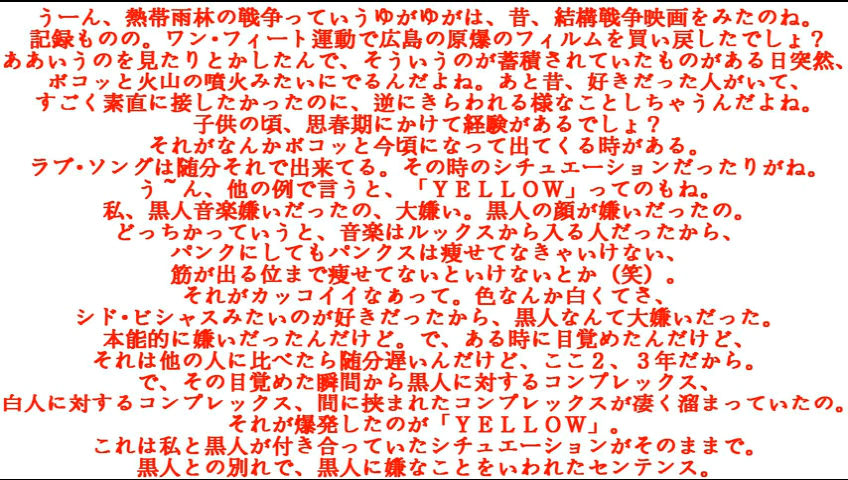 うーん、熱帯雨林の戦争っていうゆがゆがは、昔、結構戦争映画をみたのね。
記録ものの。ワン・フィート運動で広島の原爆のフィルムを買い戻したでしょ？
ああいうのを見たりとかしたんで、そういうのが蓄積されていたものがある日突然、
ボコッと火山の噴火みたいにでるんだよね。あと昔、好きだった人がいて、
すごく素直に接したかったのに、逆にきらわれる様なことしちゃうんだよね。
子供の頃、思春期にかけて経験があるでしょ？
それがなんかボコッと今頃になって出てくる時がある。
ラブ・ソングは随分それで出来てる。その時のシチュエーションだったりがね。
う～ん、他の例で言うと、「ＹＥＬＬＯＷ」ってのもね。
私、黒人音楽嫌いだったの、大嫌い。黒人の顔が嫌いだったの。
どっちかっていうと、音楽はルックスから入る人だったから、
パンクにしてもパンクスは痩せてなきゃいけない、
筋が出る位まで痩せてないといけないとか（笑）。
それがカッコイイなぁって。色なんか白くてさ、
シド・ビシャスみたいのが好きだったから、黒人なんて大嫌いだった。
本能的に嫌いだったんだけど。で、ある時に目覚めたんだけど、
それは他の人に比べたら随分遅いんだけど、ここ２、３年だから。
で、その目覚めた瞬間から黒人に対するコンプレックス、
白人に対するコンプレックス、間に挟まれたコンプレックスが凄く溜まっていたの。
それが爆発したのが「ＹＥＬＬＯＷ」。
これは私と黒人が付き合っていたシチュエーションがそのままで。
黒人との別れで、黒人に嫌なことをいわれたセンテンス。